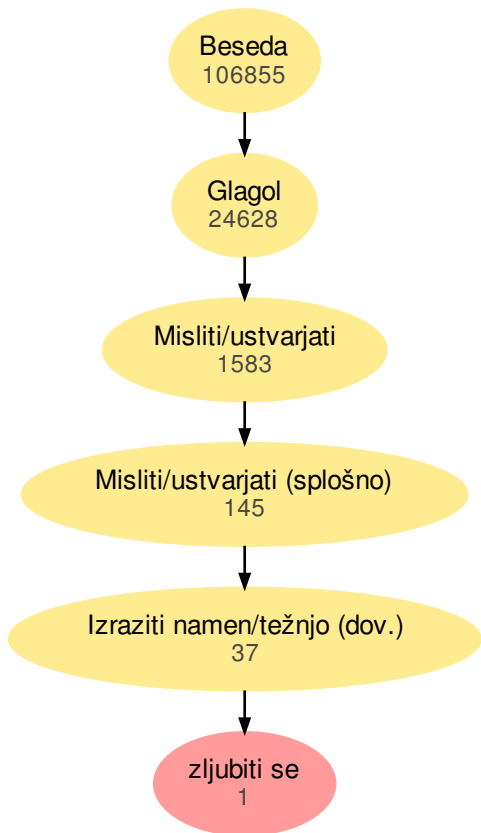 Beseda
106855
Glagol
24628
Misliti/ustvarjati
1583
Misliti/ustvarjati (splošno)
145
Izraziti namen/težnjo (dov.)
37
zljubiti se
1